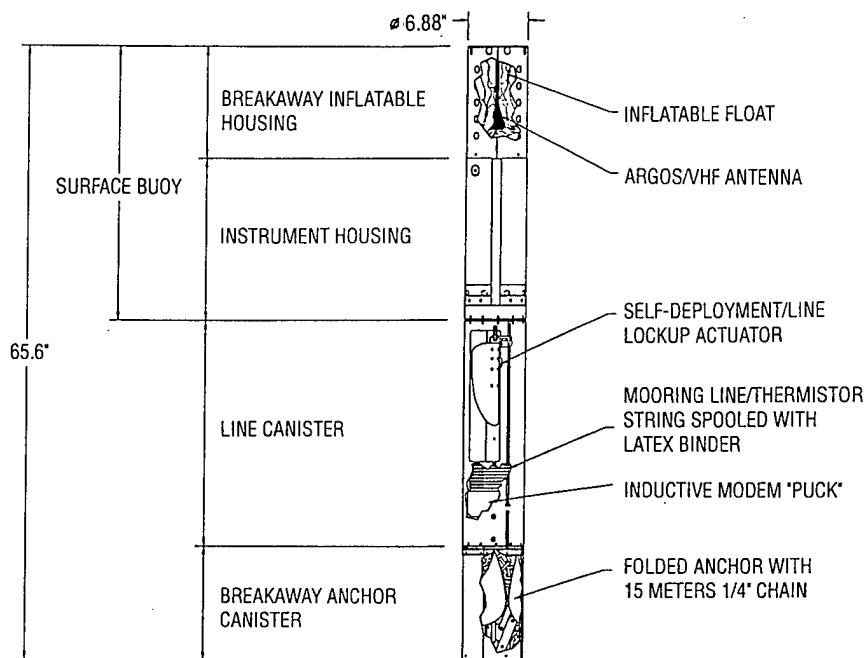 ø 6.88"
BREAKAWAY INFLATABLE
HOUSING
INFLATABLE FLOAT
ARGOS/VHF ANTENNA
SURFACE BUOY
INSTRUMENT HOUSING
SELF-DEPLOYMENT/LINE
LOCKUP ACTUATOR
65.6"
MOORING LINE/THERMISTOR
STRING SPOOLED WITH
LATEX BINDER
LINE CANISTER
INDUCTIVE MODEM "PUCK"
FOLDED ANCHOR WITH
15 METERS 1/4" CHAIN
BREAKAWAY ANCHOR
CANISTER